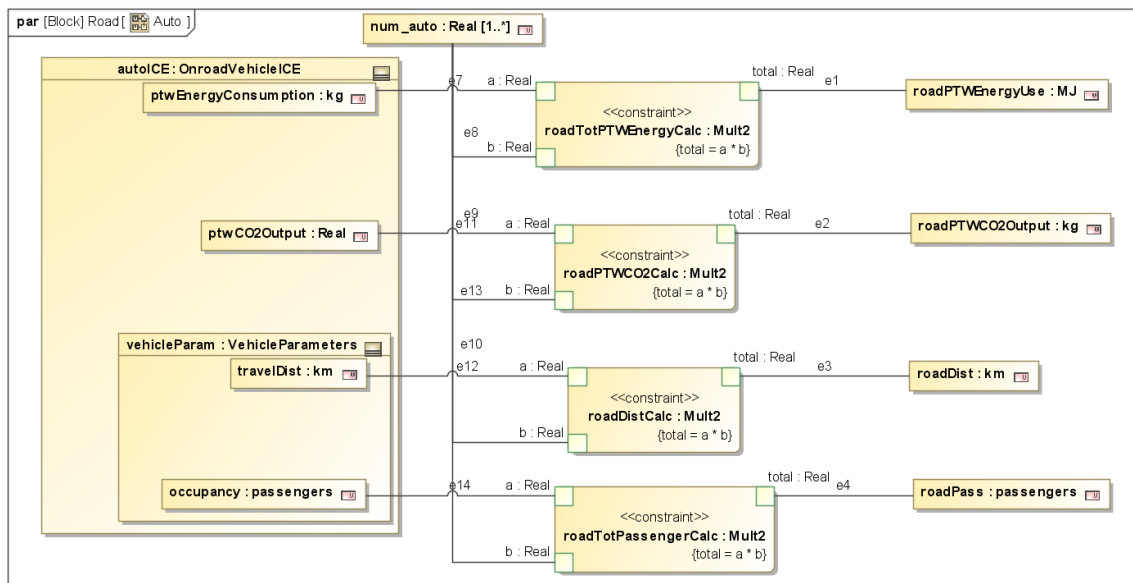 par [Block] Road [ Auto ]
num_auto : Real [1..*]
autoICE : OnroadVehicleICE
ptwEnergyConsumption : kg
e7
a : Real
total : Real
e1
roadPTWEnergyUse : MJ
<<constraint>>
roadTotPTWEnergyCalc : Mult2
{total = a * b}
e8
b : Real
ptwCO2Output : Real
e9
e11
a : Real
total : Real
e2
roadPTWCO2Output : kg
<<constraint>>
roadPTWCO2Calc : Mult2
{total = a * b}
e13
b : Real
vehicleParam : VehicleParameters
travelDist : km
e10
e12
a : Real
total : Real
e3
roadDist : km
<<constraint>>
roadDistCalc : Mult2
{total = a * b}
b : Real
occupancy : passengers
e14
a : Real
total : Real
e4
roadPass : passengers
<<constraint>>
roadTotPassengerCalc : Mult2
{total = a * b}
b : Real